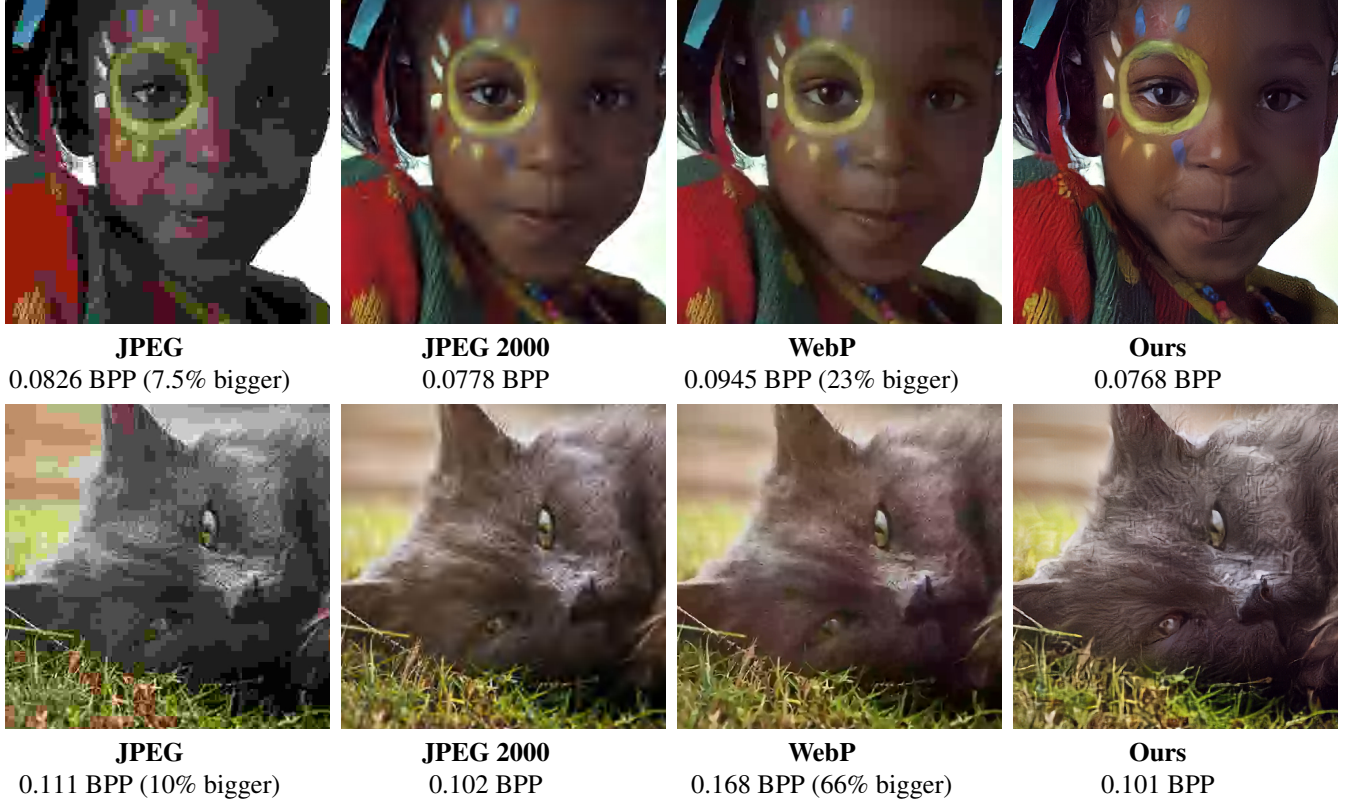 JPEG
0.0826 BPP (7.5% bigger)
JPEG 2000
0.0778 BPP
WebP
0.0945 BPP (23% bigger)
Ours
0.0768 BPP
JPEG
0.111 BPP (10% bigger)
JPEG 2000
0.102 BPP
WebP
0.168 BPP (66% bigger)
Ours
0.101 BPP